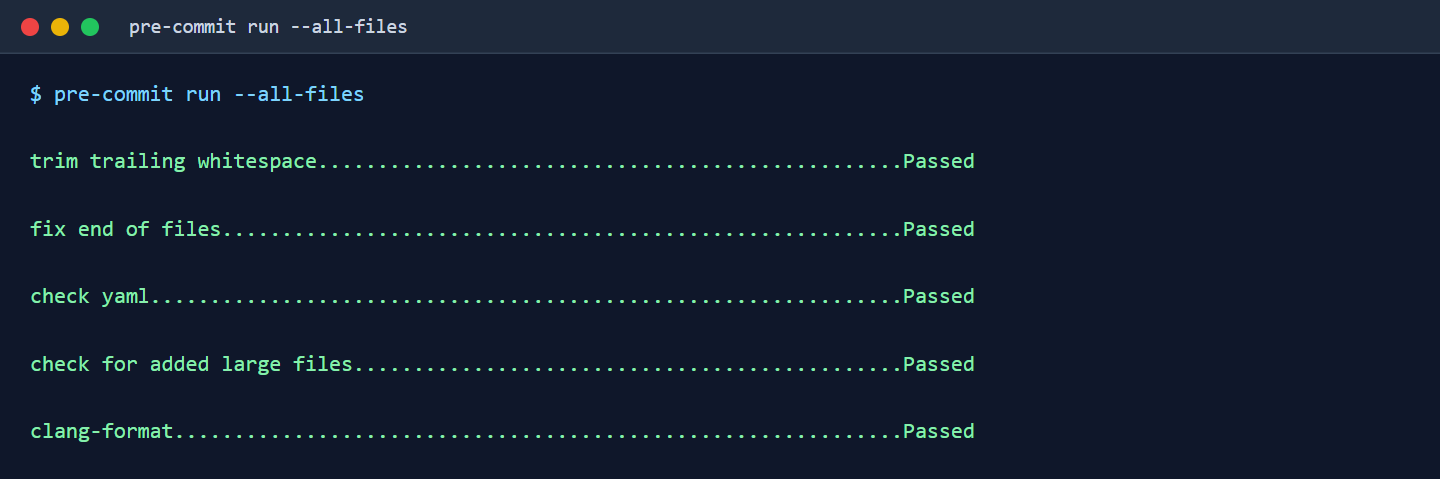 pre-commit run --all-files
$ pre-commit run --all-files
trim trailing whitespace.................................................Passed
fix end of files.........................................................Passed
check yaml...............................................................Passed
check for added large files..............................................Passed
clang-format.............................................................Passed